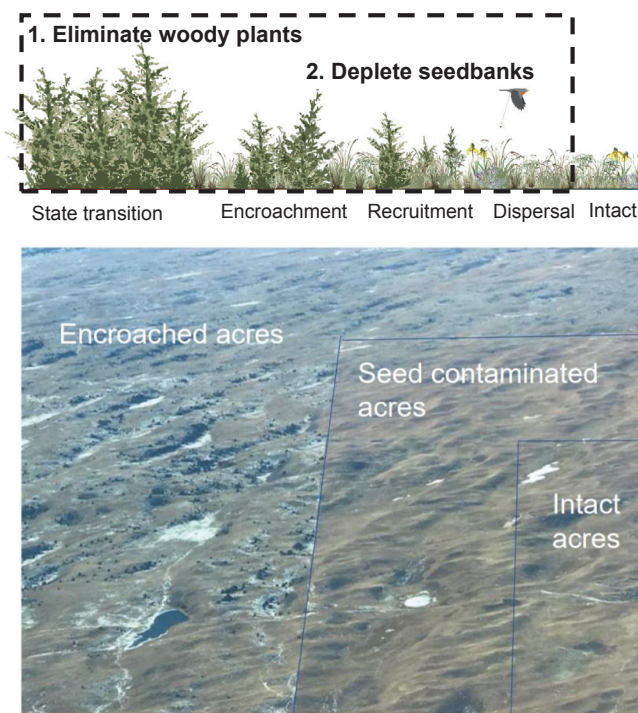 1. Eliminate woody plants
2. Deplete seedbanks
State transition
Encroachment
Recruitment
Dispersal
Intact
Encroached acres
Seed contaminated
acres
Intact
acres